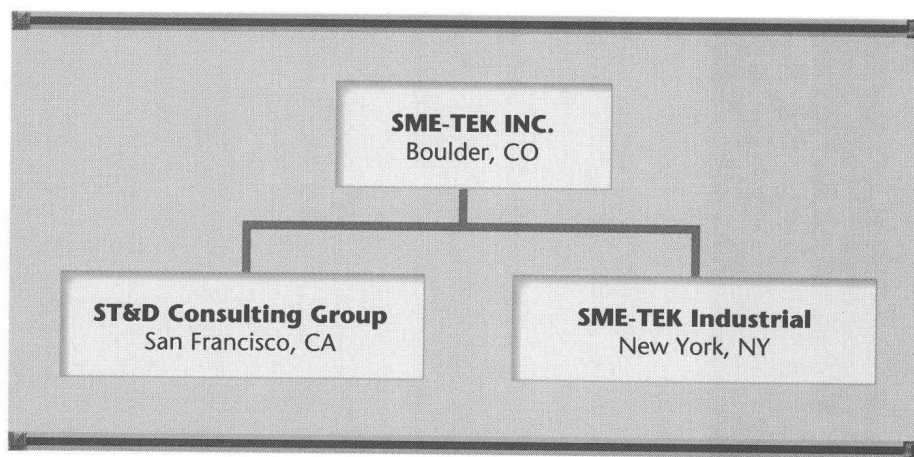 SME-TEK INC.
Boulder, CO
ST&D Consulting Group
San Francisco, CA
SME-TEK Industrial
New York, NY